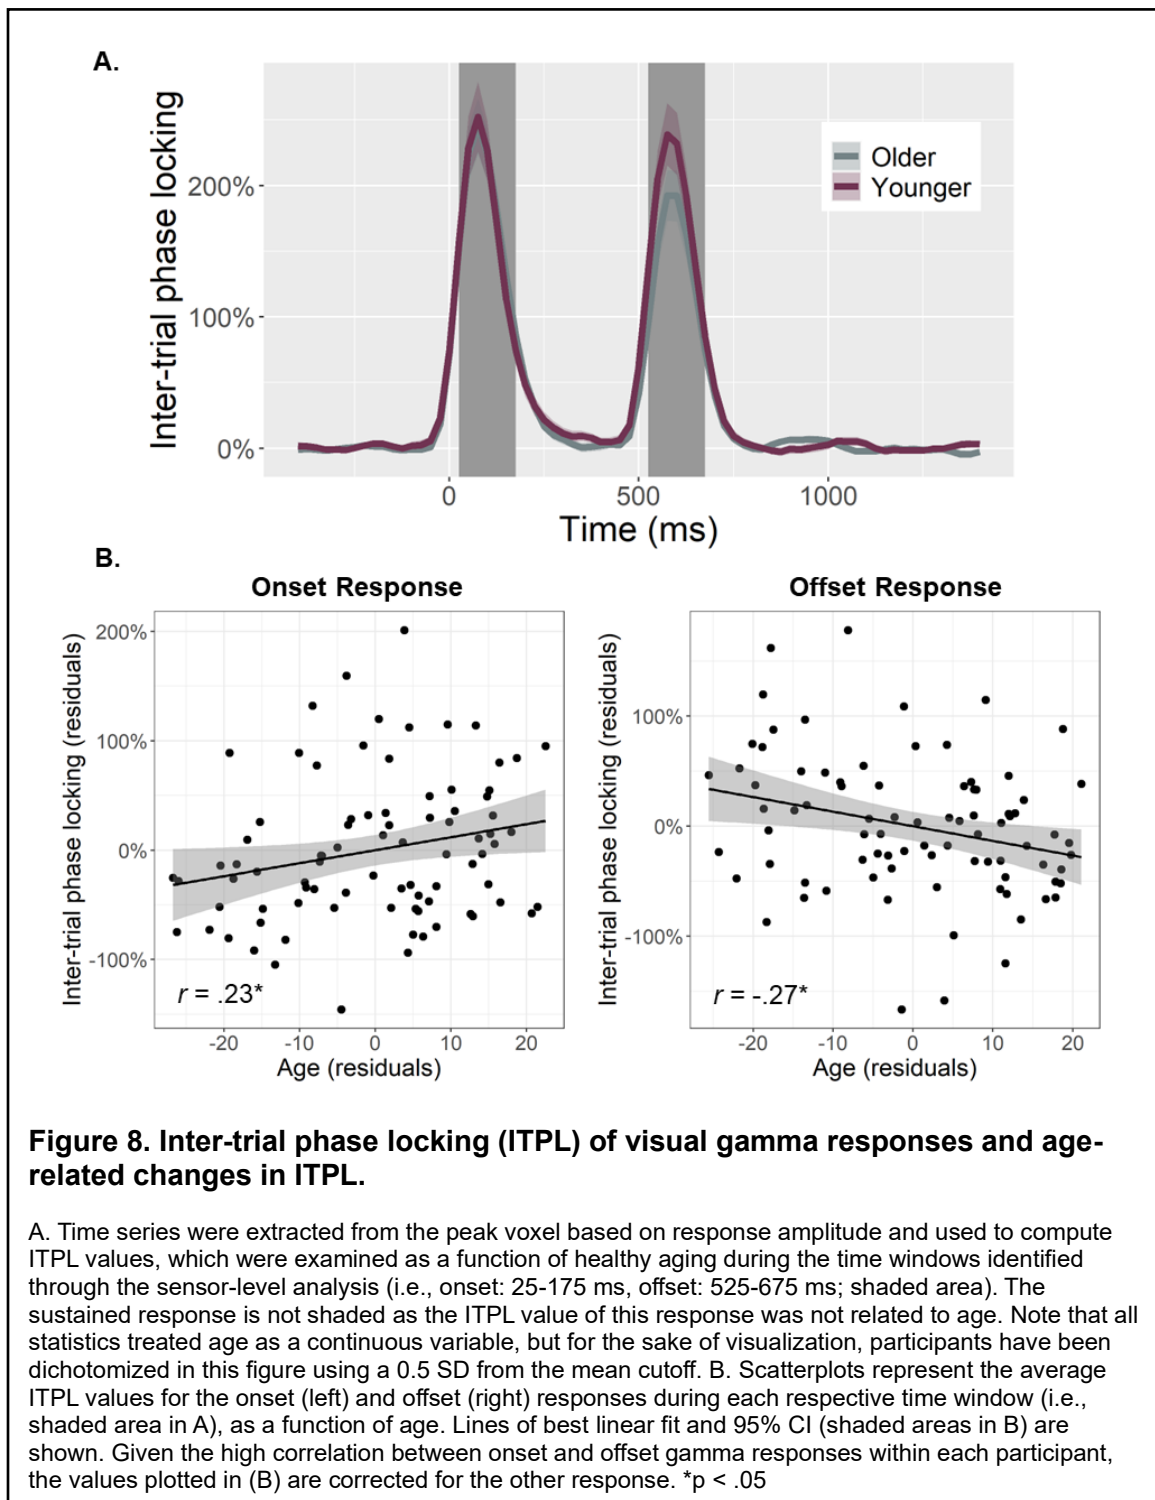 A.
Inter-trial phase locking
200%
100%
0%
Older
Younger
0 500 1000
Time (ms)
B.
Onset Response
Inter-trial phase locking (residuals)
200%
100%
0%
-100%
r = .23*
-20 -10 0 10 20
Age (residuals)
Offset Response
Inter-trial phase locking (residuals)
100%
0%
-100%
r = -.27*
-20 -10 0 10 20
Age (residuals)
Figure 8. Inter-trial phase locking (ITPL) of visual gamma responses and age-
related changes in ITPL.
A. Time series were extracted from the peak voxel based on response amplitude and used to compute
ITPL values, which were examined as a function of healthy aging during the time windows identified
through the sensor-level analysis (i.e., onset: 25-175 ms, offset: 525-675 ms; shaded area). The
sustained response is not shaded as the ITPL value of this response was not related to age. Note that all
statistics treated age as a continuous variable, but for the sake of visualization, participants have been
dichotomized in this figure using a 0.5 SD from the mean cutoff. B. Scatterplots represent the average
ITPL values for the onset (left) and offset (right) responses during each respective time window (i.e.,
shaded area in A), as a function of age. Lines of best linear fit and 95% CI (shaded areas in B) are
shown. Given the high correlation between onset and offset gamma responses within each participant,
the values plotted in (B) are corrected for the other response. *p < .05